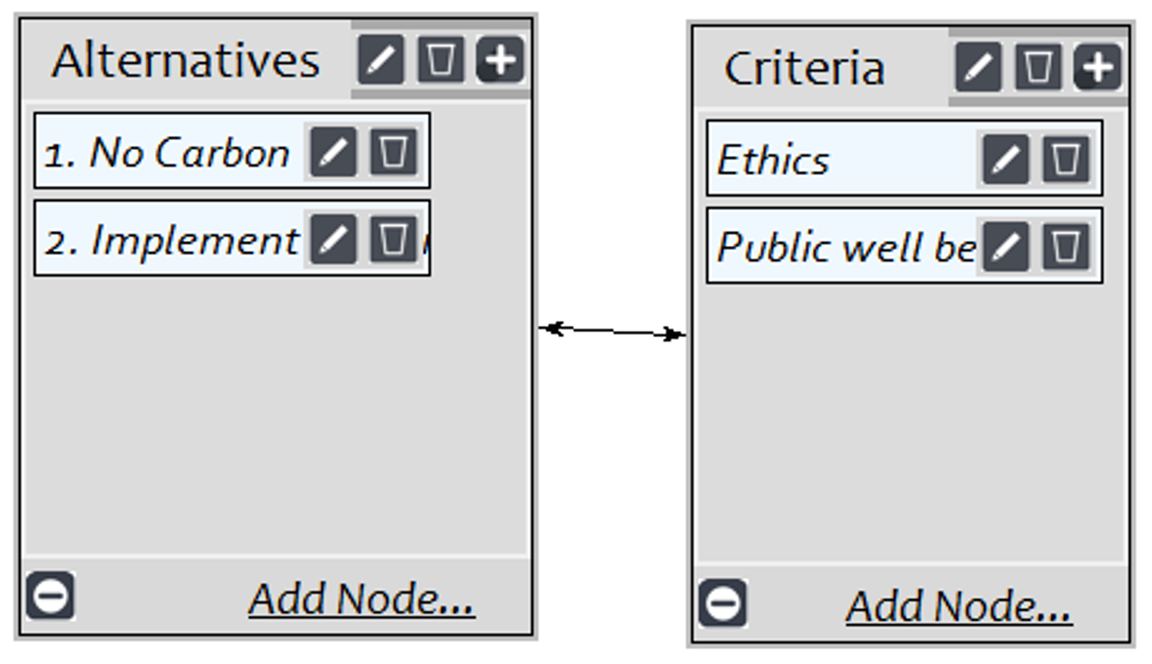 Alternatives
1. No Carbon
2. Implement
Add Node...
Criteria
Ethics
Public well be
Add Node...